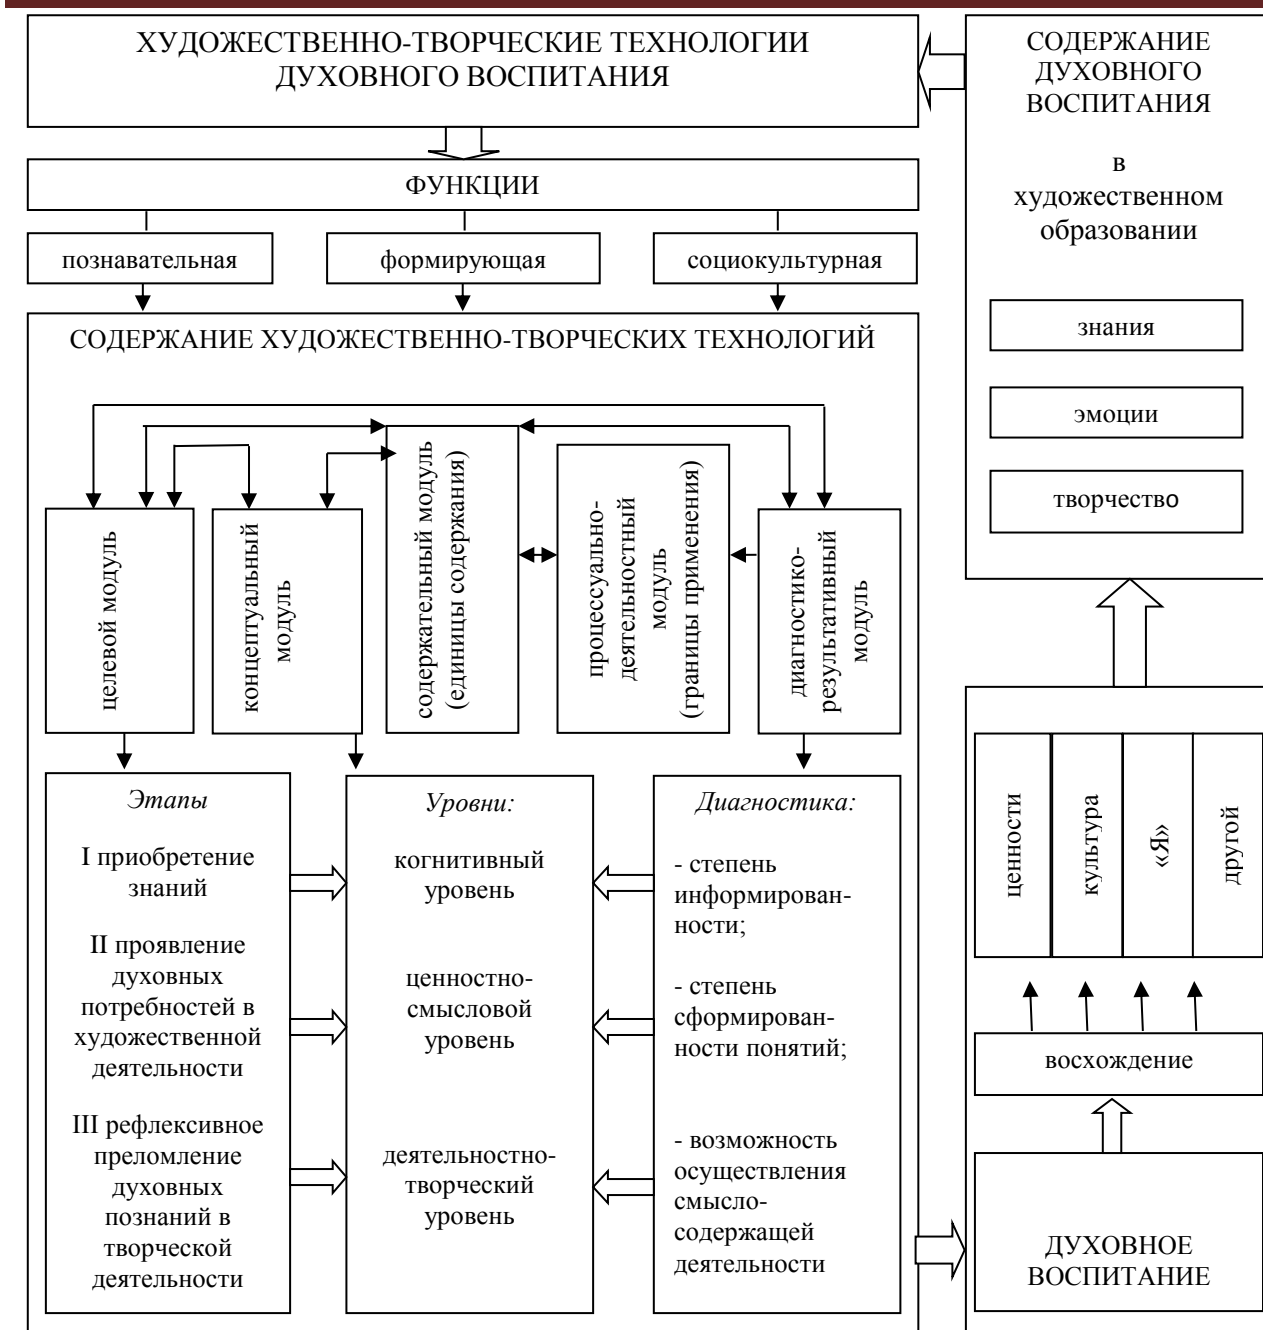 ХУДОЖЕСТВЕННО-ТВОРЧЕСКИЕ ТЕХНОЛОГИИ
ДУХОВНОГО ВОСПИТАНИЯ
ФУНКЦИИ
познавательная
формирующая
социокультурная
СОДЕРЖАНИЕ ХУДОЖЕСТВЕННО-ТВОРЧЕСКИХ ТЕХНОЛОГИЙ
целевой модуль
концептуальный
модуль
содержательный модуль
(единицы содержания)
процессуально-
деятельностный
модуль
(границы применения)
диагностико-
результативный
модуль
Этапы
I приобретение
знаний
II проявление
духовных
потребностей в
художественной
деятельности
III рефлексивное
преломление
духовных
познаний в
творческой
деятельности
Уровни:
когнитивный
уровень
ценностно-
смысловой
уровень
деятельностно-
творческий
уровень
Диагностика:
- степень
информирован-
ности;
- степень
сформирован-
ности понятий;
- возможность
осуществления
смысло-
содержащей
деятельности
СОДЕРЖАНИЕ
ДУХОВНОГО
ВОСПИТАНИЯ
в
художественном
образовании
знания
эмоции
творчество
ценности
культура
«Я»
другой
восхождение
ДУХОВНОЕ
ВОСПИТАНИЕ